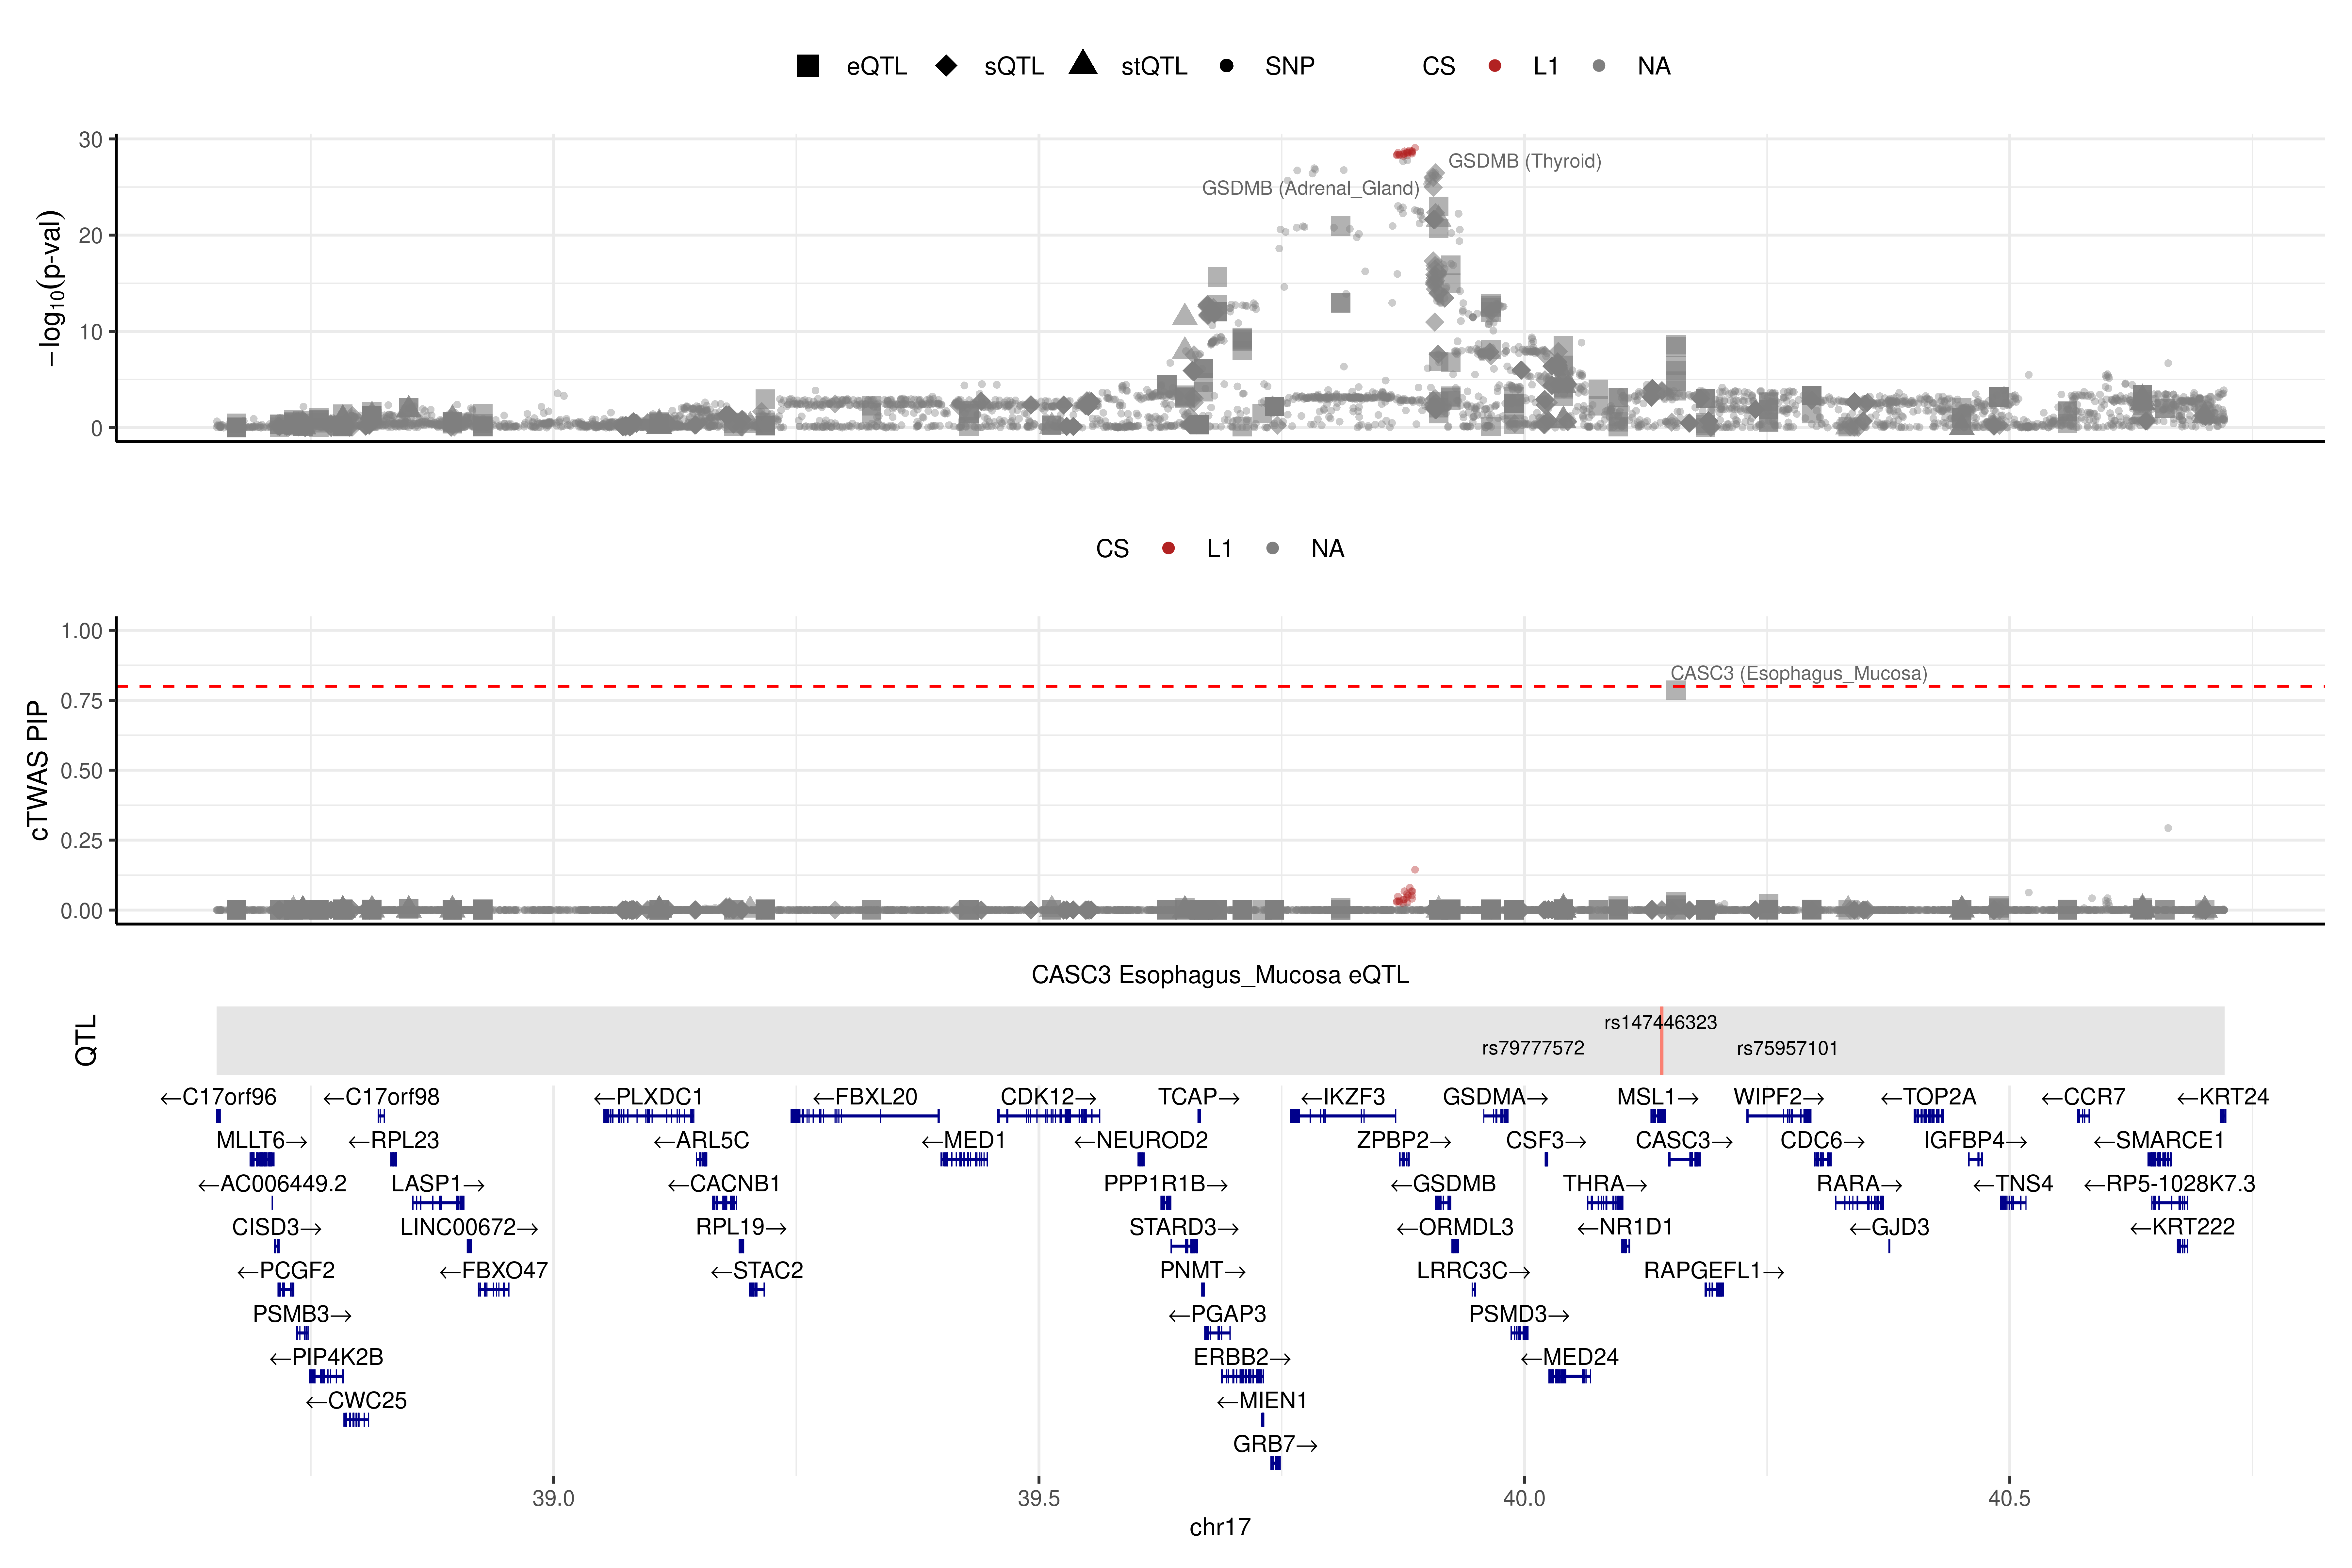 eQTL sQTL stQTL SNP CS L1 NA
30
GSDMB (Thyroid)
GSDMB (Adrenal_Gland)
20
10
0
−log10(p-val)
CS L1 NA
1.00
CASC3 (Esophagus_Mucosa)
0.75
0.50
0.25
0.00
cTWAS PIP
CASC3 Esophagus_Mucosa eQTL
QTL
rs147446323
rs79777572 rs75957101
←C17orf96 ←C17orf98 ←PLXDC1 ←FBXL20 CDK12→ TCAP→ ←IKZF3 GSDMA→ MSL1→ WIPF2→ ←TOP2A ←CCR7 ←KRT24
MLLT6→ ←RPL23 ←ARL5C ←MED1 ←NEUROD2 ZPBP2→ CSF3→ CASC3→ CDC6→ IGFBP4→ ←SMARCE1
←AC006449.2 LASP1→ ←CACNB1 PPP1R1B→ ←GSDMB THRA→ RARA→ ←TNS4 ←RP5-1028K7.3
CISD3→ LINC00672→ RPL19→ STARD3→ ←ORMDL3 ←NR1D1 ←GJD3 ←KRT222
←PCGF2 ←FBXO47 ←STAC2 PNMT→ LRRC3C→ RAPGEFL1→
PSMB3→ ←PGAP3 PSMD3→
←PIP4K2B ERBB2→ ←MED24
←CWC25 ←MIEN1
GRB7→
39.0 39.5 40.0 40.5
chr17